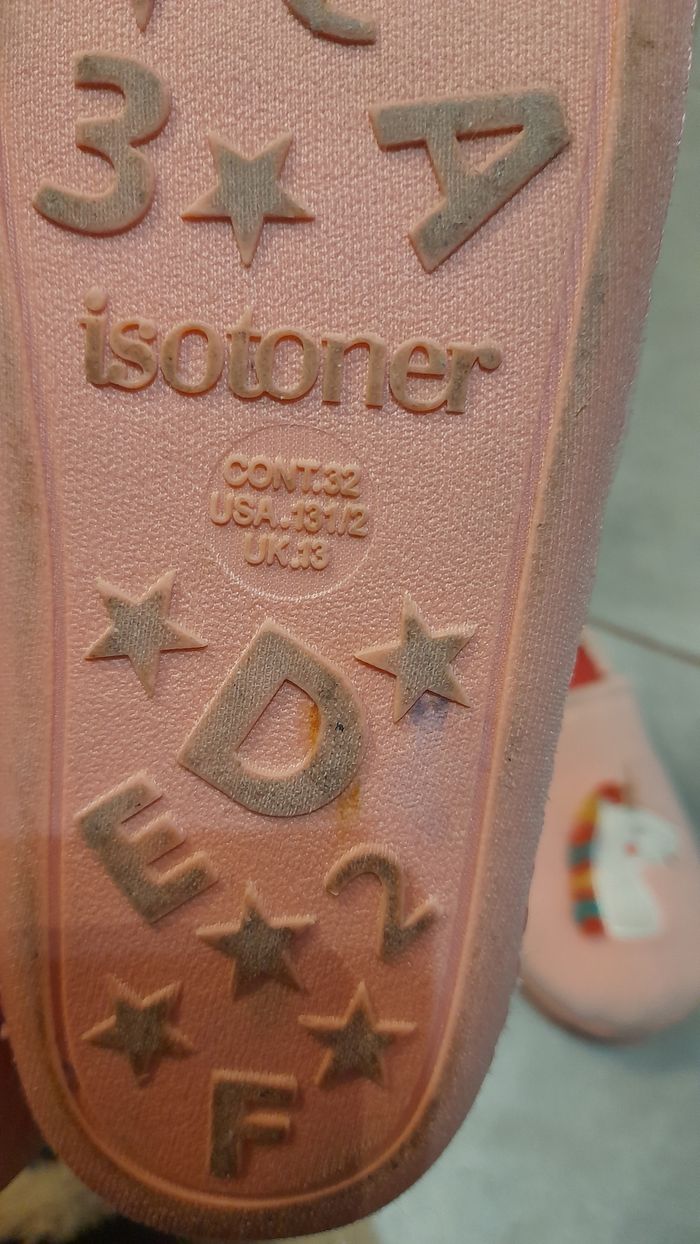 C
3
A
isotoner
CONT.32
USA.:131/2
UK.:13
D
E
2
F